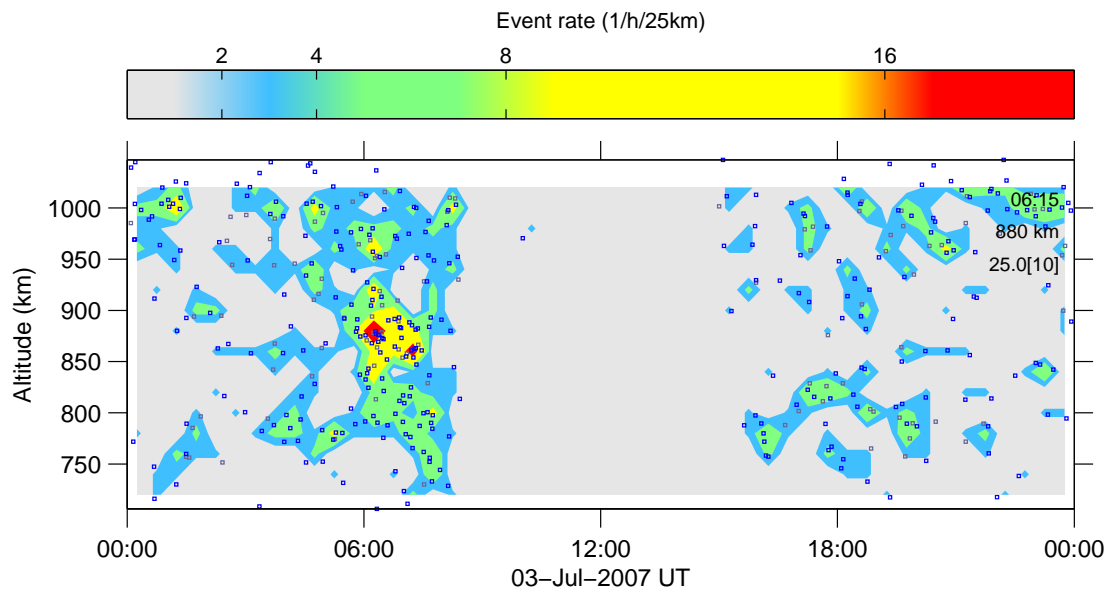 Event rate (1/h/25km)
2 4 8 16
1000
950
900
850
800
750
Altitude (km)
06:15
880 km
25.0[10]
00:00 06:00 12:00 18:00 00:00
03−Jul−2007 UT